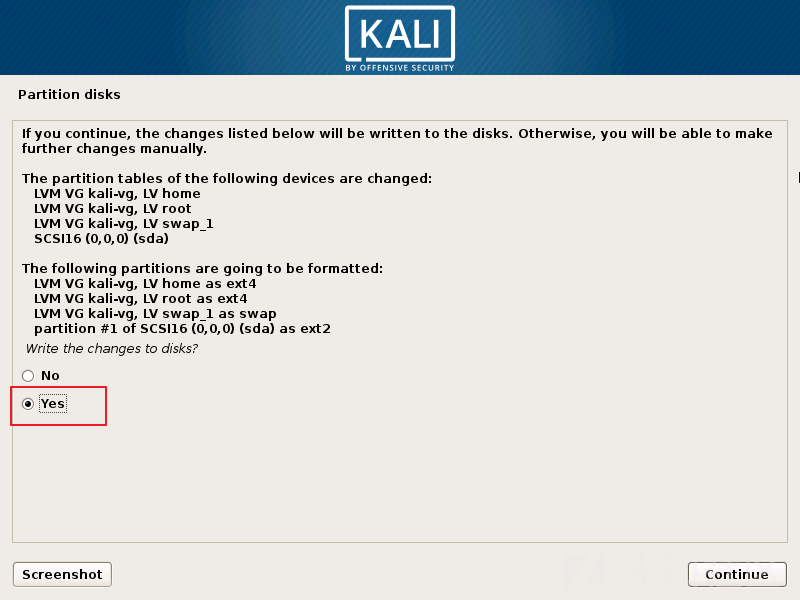 KALI
BY OFFENSIVE SECURITY
Partition disks
If you continue, the changes listed below will be written to the disks. Otherwise, you will be able to make
further changes manually.
The partition tables of the following devices are changed:
LVM VG kali-vg, LV home
LVM VG kali-vg, LV root
LVM VG kali-vg, LV swap_1
SCSI16 (0,0,0) (sda)
The following partitions are going to be formatted:
LVM VG kali-vg, LV home as ext4
LVM VG kali-vg, LV root as ext4
LVM VG kali-vg, LV swap_1 as swap
partition #1 of SCSI16 (0,0,0) (sda) as ext2
Write the changes to disks?
No
Yes
Screenshot
Continue